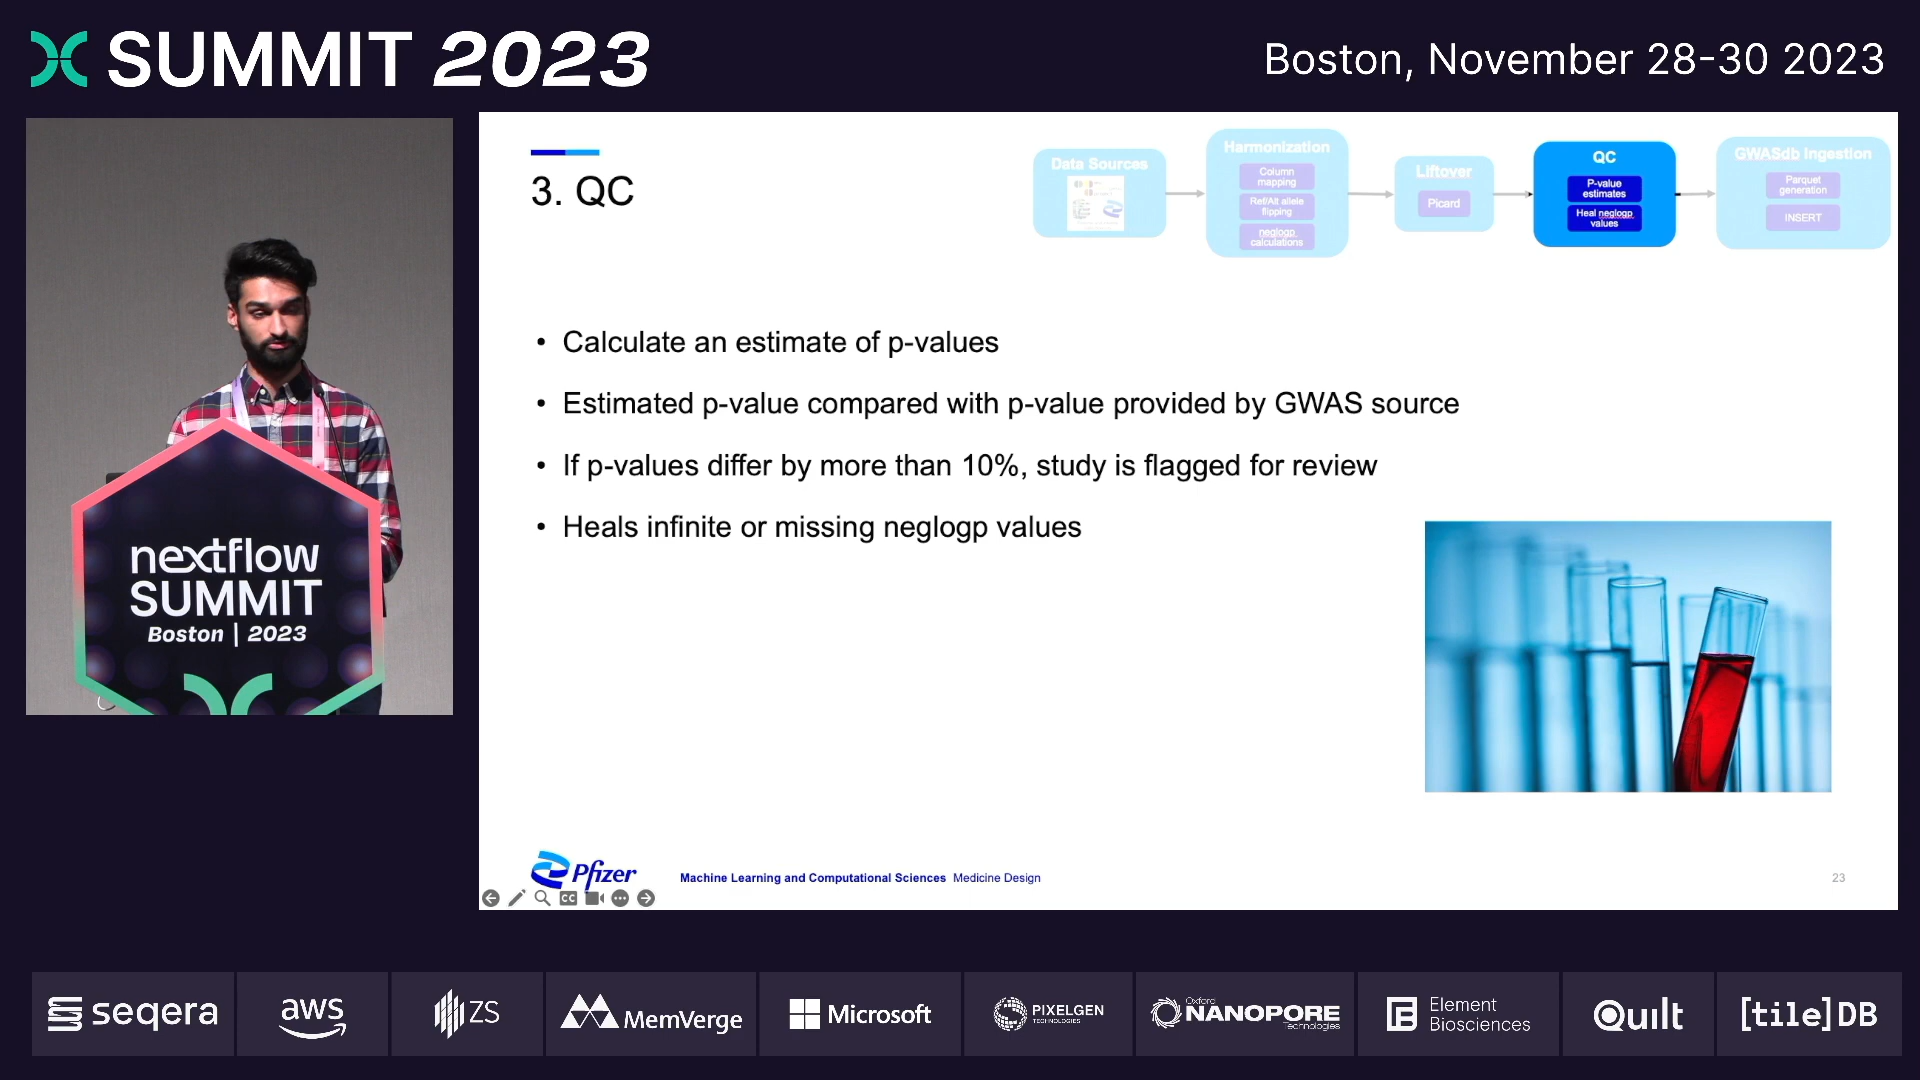 SUMMIT 2023
Boston, November 28-30 2023
3. QC
Data Sources
Harmonization
Column
mapping
Ref/Alt allele
flipping
neglogp
calculations
Liftover
Picard
QC
P-value
estimates
Heal neglogp
values
GWASdb Ingestion
Parquet
generation
INSERT
• Calculate an estimate of p-values
• Estimated p-value compared with p-value provided by GWAS source
• If p-values differ by more than 10%, study is flagged for review
• Heals infinite or missing neglogp values
nextflow
SUMMIT
Boston | 2023
Pfizer
Machine Learning and Computational Sciences Medicine Design
23
CC
seqera
aws
ZS
MemVerge
Microsoft
PIXELGEN
TECHNOLOGIES
Oxford
NANOPORE
Technologies
Element
Biosciences
Quilt
[tile]DB